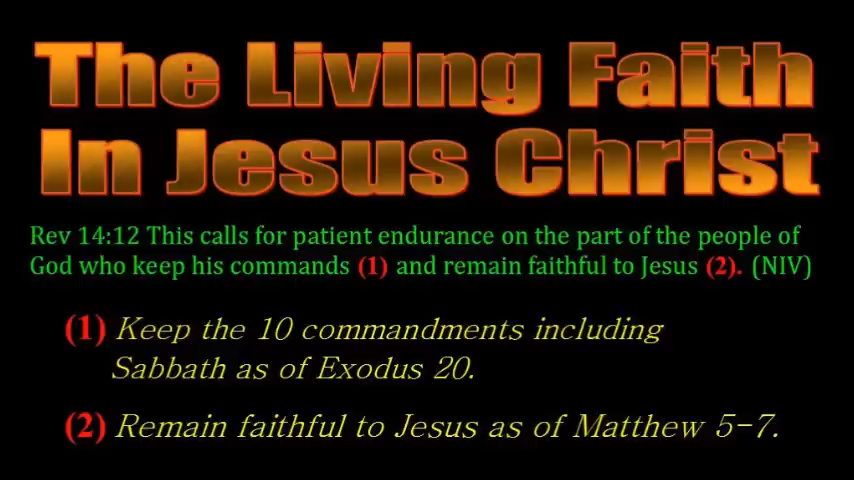 The Living Faith
In Jesus Christ
Rev 14:12 This calls for patient endurance on the part of the people of
God who keep his commands (1) and remain faithful to Jesus (2). (NIV)
(1) Keep the 10 commandments including
Sabbath as of Exodus 20.
(2) Remain faithful to Jesus as of Matthew 5-7.